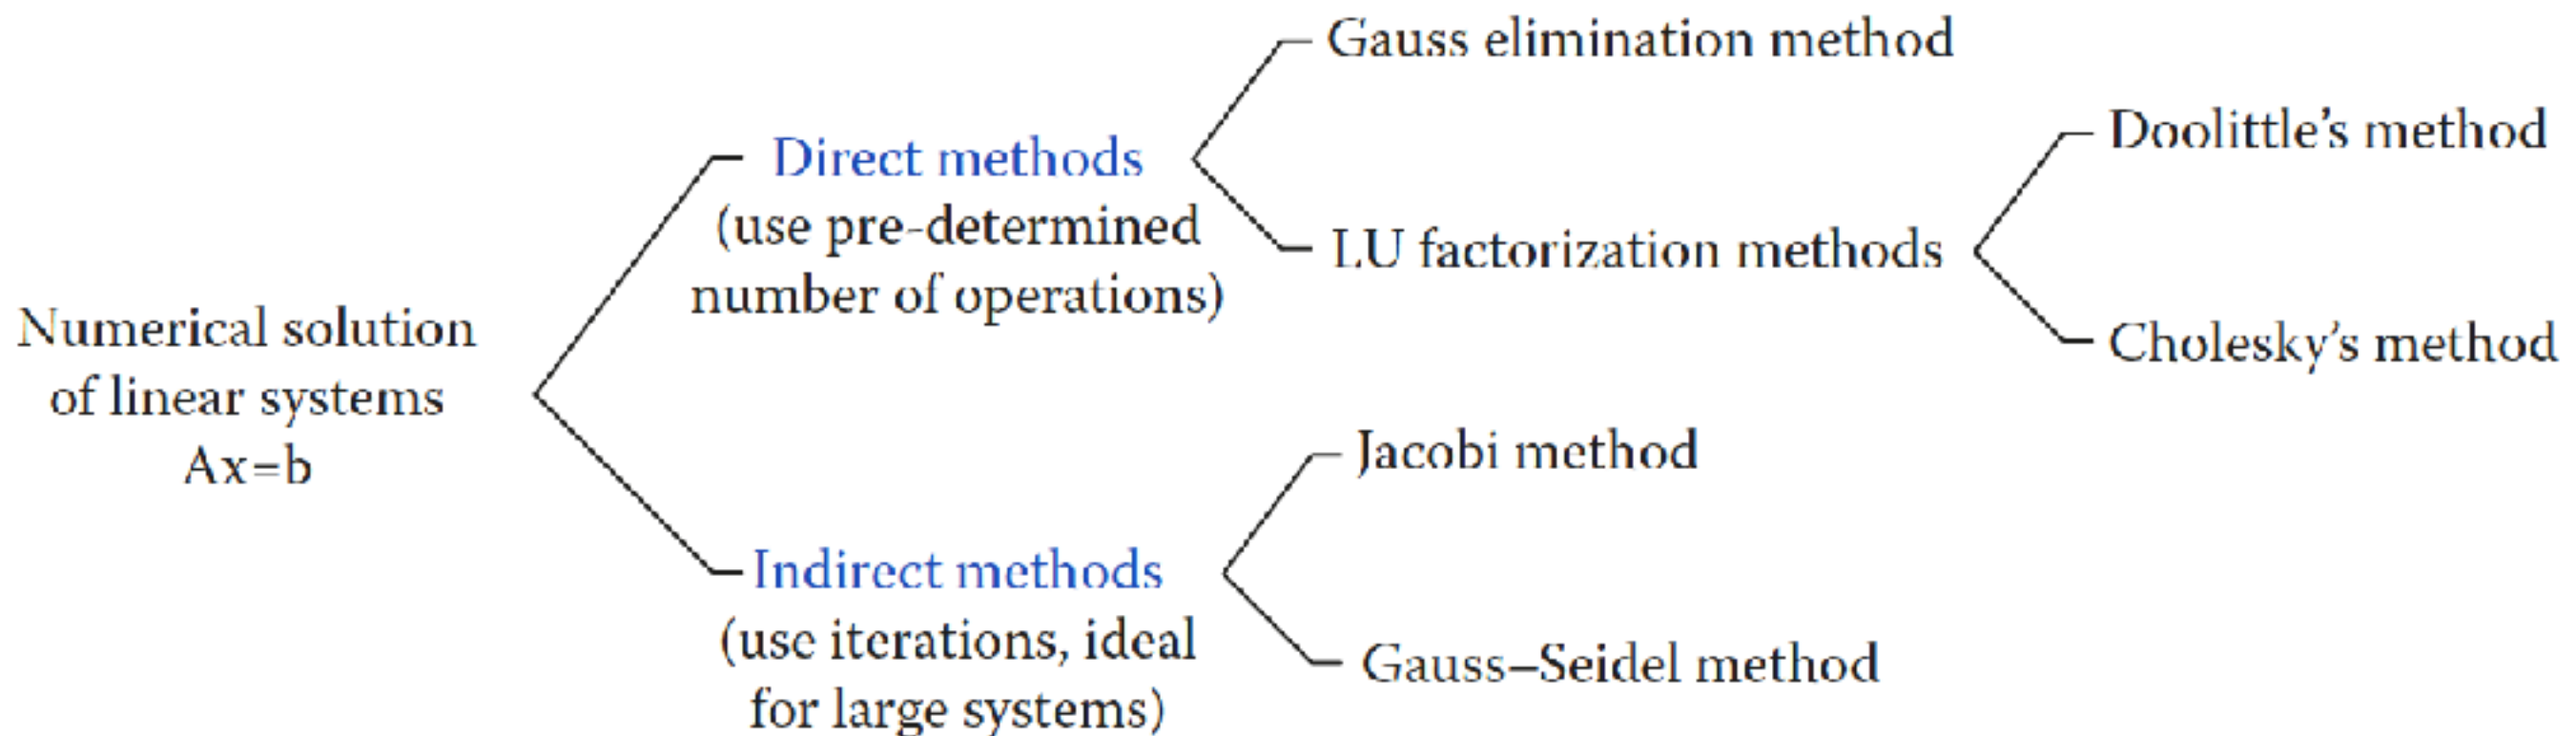 Numerical solution
of linear systems
Ax=b
Direct methods
(use pre-determined
number of operations)
Gauss elimination method
LU factorization methods
Doolittle's method
Cholesky's method
Indirect methods
(use iterations, ideal
for large systems)
Jacobi method
Gauss–Seidel method